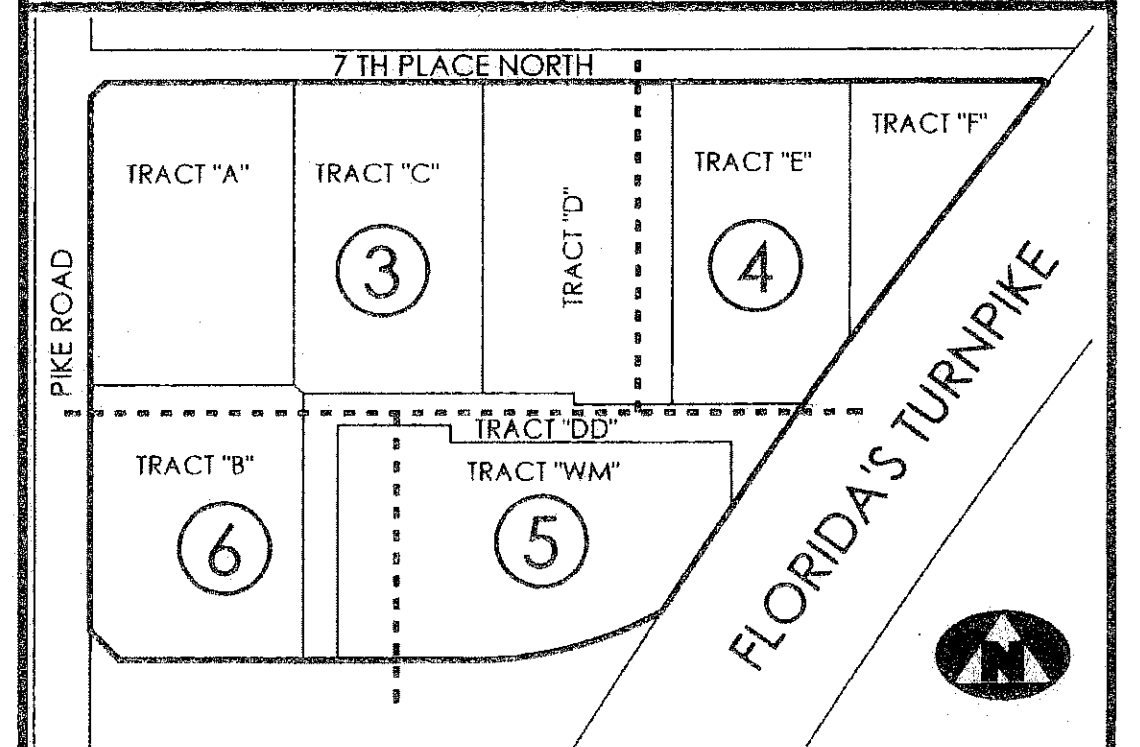 7 TH PLACE NORTH
TRACT "F"
TRACT "A"
TRACT "C"
TRACT "E"
TRACT "D"
3
4
PIKE ROAD
FLORIDA'S TURNPIKE
TRACT "DD"
TRACT "B"
TRACT "WM"
6
5
N